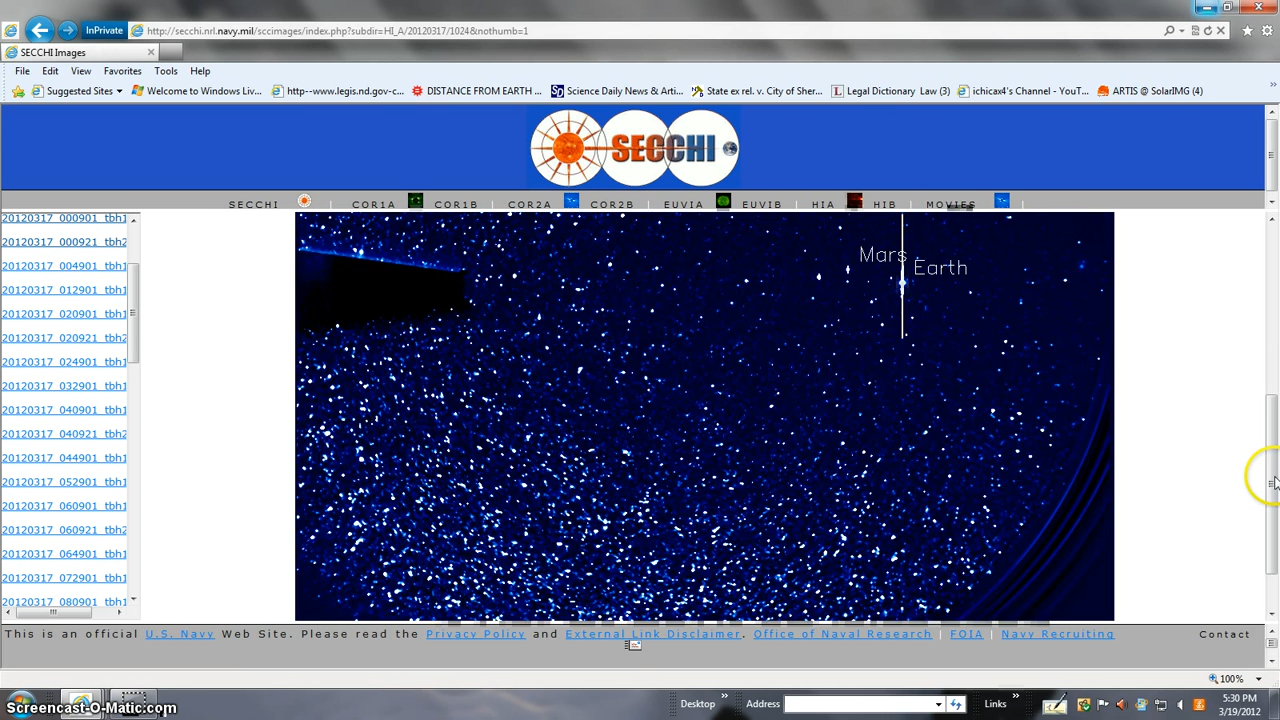 InPrivate
http://secchi.nrl.navy.mil/sccimages/index.php?subdir=HI_A/20120317/1024&nothumb=1
SECCHI Images
File Edit View Favorites Tools Help
Suggested Sites
Welcome to Windows Liv...
http--www.legis.nd.gov-c...
DISTANCE FROM EARTH ...
Science Daily News & Arti...
State ex rel. v. City of Sher...
Legal Dictionary Law (3)
ichicax4's Channel - YouT...
ARTIS @ SolarIMG (4)
SECCHI
SECCHI | COR1A COR1B | COR2A COR2B | EUVIA EUVIB | HIA HIB | MOVIES |
20120317_000901_tbh1
20120317_000921_tbh2
20120317_004901_tbh1
20120317_012901_tbh1
20120317_020901_tbh1
20120317_020921_tbh2
20120317_024901_tbh1
20120317_032901_tbh1
20120317_040901_tbh1
20120317_040921_tbh2
20120317_044901_tbh1
20120317_052901_tbh1
20120317_060901_tbh1
20120317_060921_tbh2
20120317_064901_tbh1
20120317_072901_tbh1
20120317_080901_tbh1
Mars
Earth
This is an official U.S. Navy Web Site. Please read the Privacy Policy and External Link Disclaimer. Office of Naval Research | FOIA | Navy Recruiting
Contact
100%
Desktop
Address
Links
5:30 PM
3/19/2012
Screencast-O-Matic.com